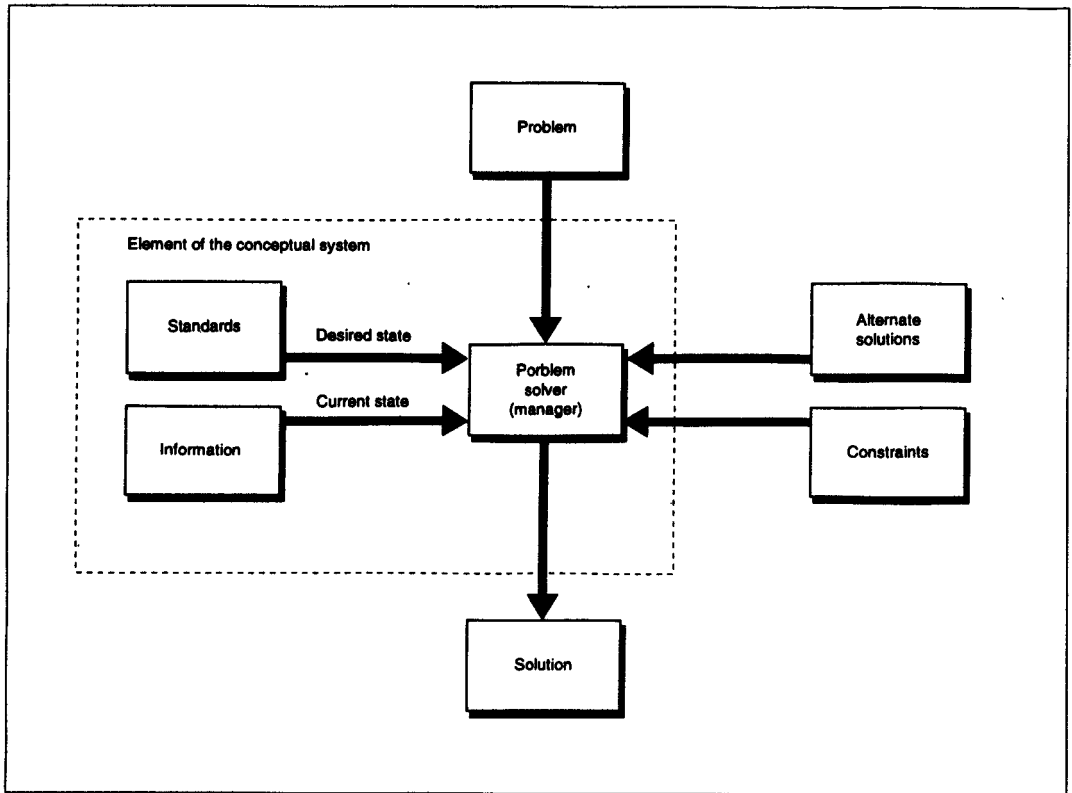 Problem
Element of the conceptual system
Standards
Desired state
Alternate
solutions
Porblem
solver
(manager)
Current state
Information
Constraints
Solution